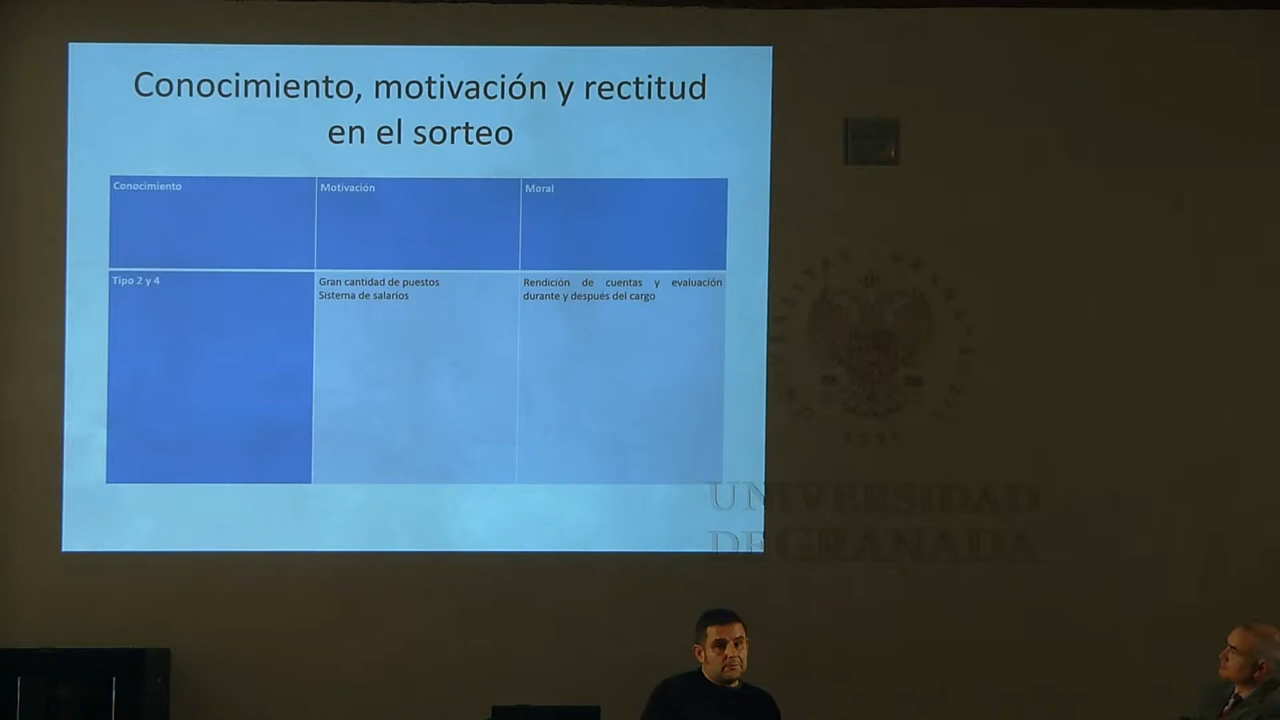 Conocimiento, motivación y rectitud
en el sorteo
Conocimiento
Motivación
Moral
Tipo 2 y 4
Gran cantidad de puestos
Sistema de salarios
Rendición de cuentas y evaluación
durante y después del cargo
UNIVERSIDAD
DE GRANADA